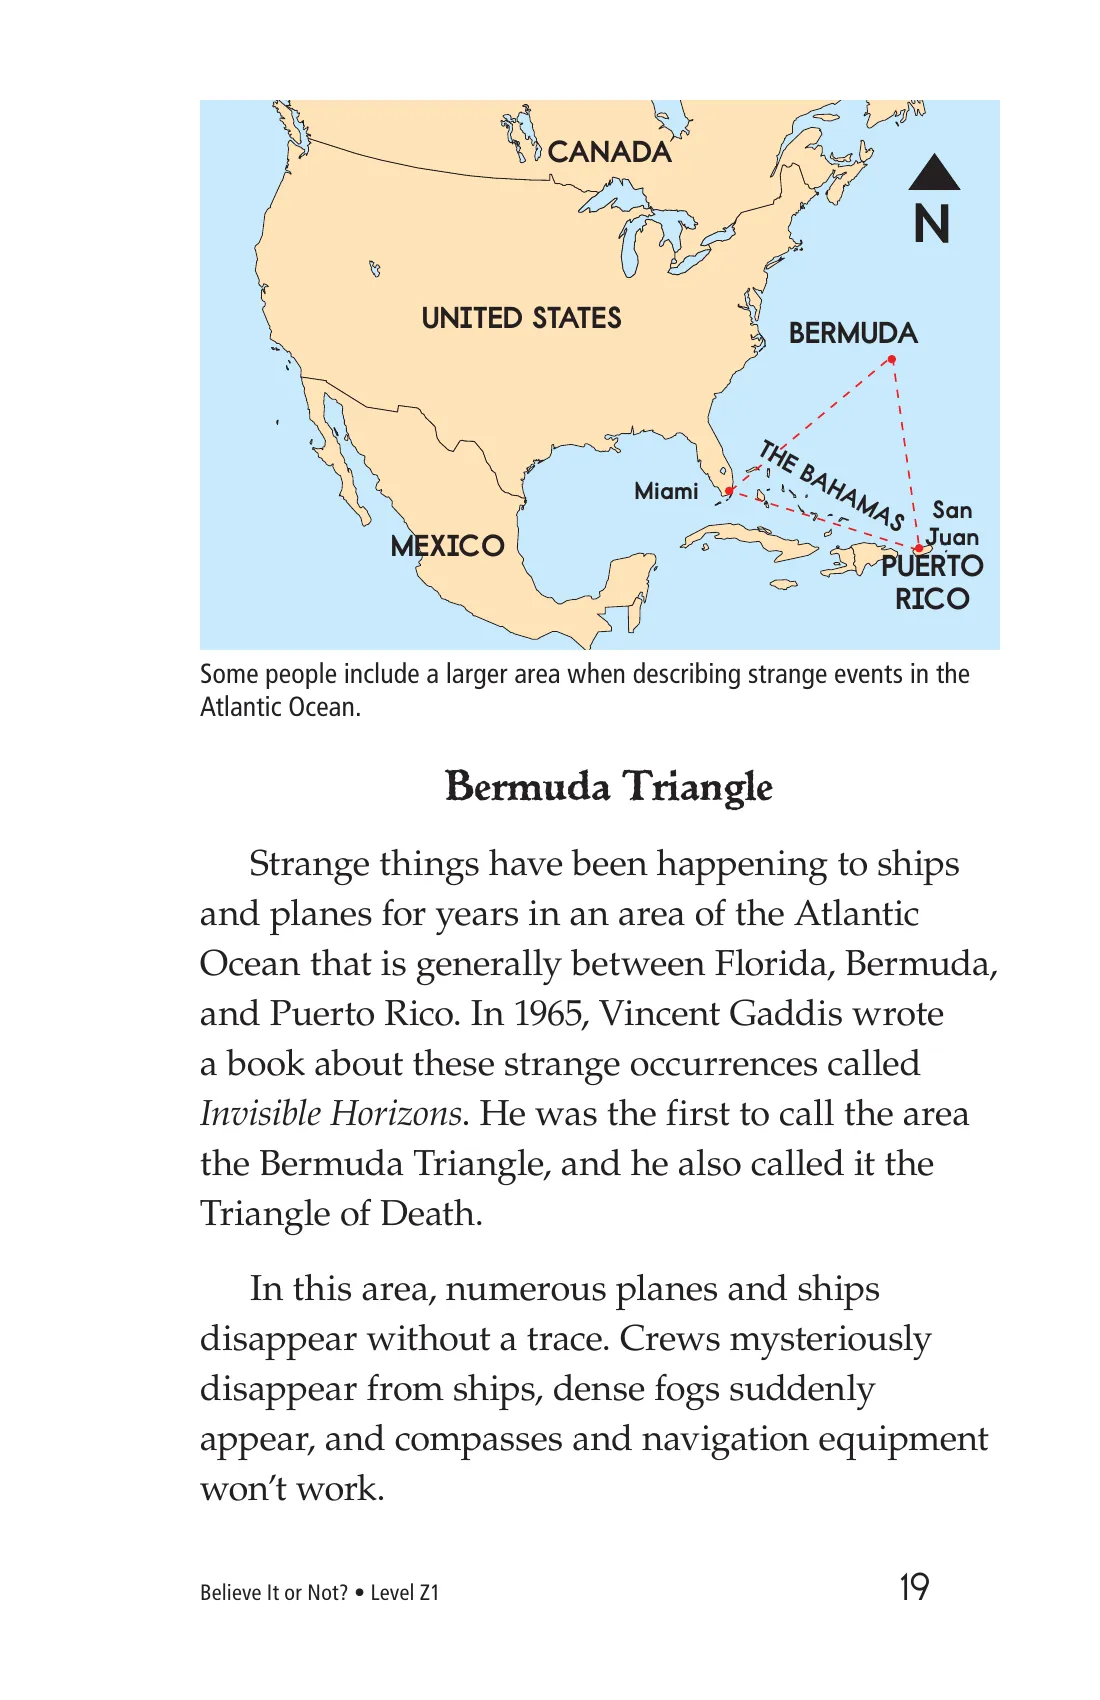 CANADA
N
UNITED STATES
BERMUDA
THE BAHAMAS
Miami
San
Juan
MEXICO
PUERTO
RICO
Some people include a larger area when describing strange events in the
Atlantic Ocean.
Bermuda Triangle
Strange things have been happening to ships
and planes for years in an area of the Atlantic
Ocean that is generally between Florida, Bermuda,
and Puerto Rico. In 1965, Vincent Gaddis wrote
a book about these strange occurrences called
Invisible Horizons. He was the first to call the area
the Bermuda Triangle, and he also called it the
Triangle of Death.
In this area, numerous planes and ships
disappear without a trace. Crews mysteriously
disappear from ships, dense fogs suddenly
appear, and compasses and navigation equipment
won’t work.
Believe It or Not? • Level Z1 19